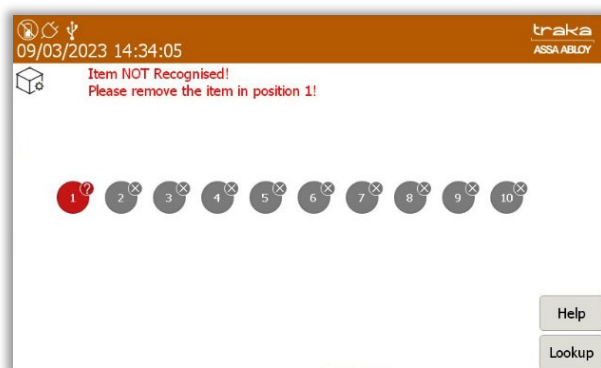 traka
09/03/2023 14:34:05
ASSA ABLOY
Item NOT Recognised!
Please remove the item in position 1!
1 ? 2 × 3 × 4 × 5 × 6 × 7 × 8 × 9 × 10 ×
Help
Lookup